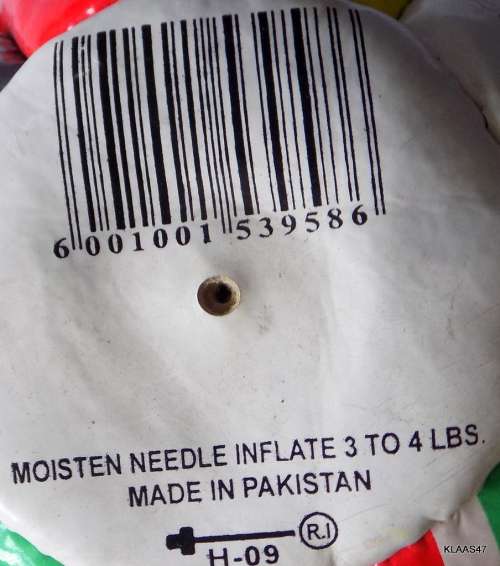 6 001001 539586
MOISTEN NEEDLE INFLATE 3 TO 4 LBS.
MADE IN PAKISTAN
R.I
H-09
KLAAS47